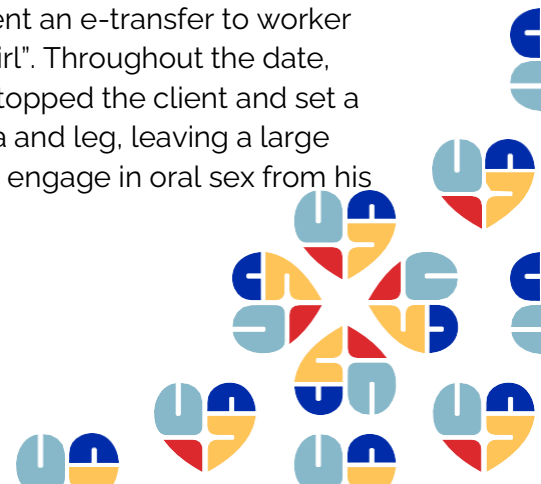 ent an e-transfer to worker
irl”. Throughout the date,
topped the client and set a
a and leg, leaving a large
engage in oral sex from his